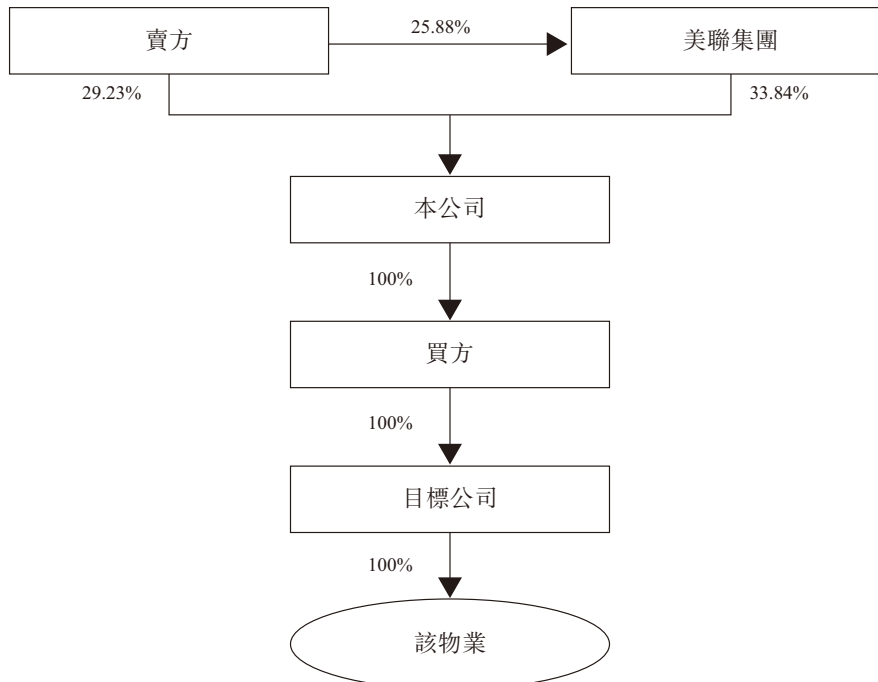 賣方
25.88%
美聯集團
29.23%
33.84%
本公司
100%
買方
100%
目標公司
100%
該物業